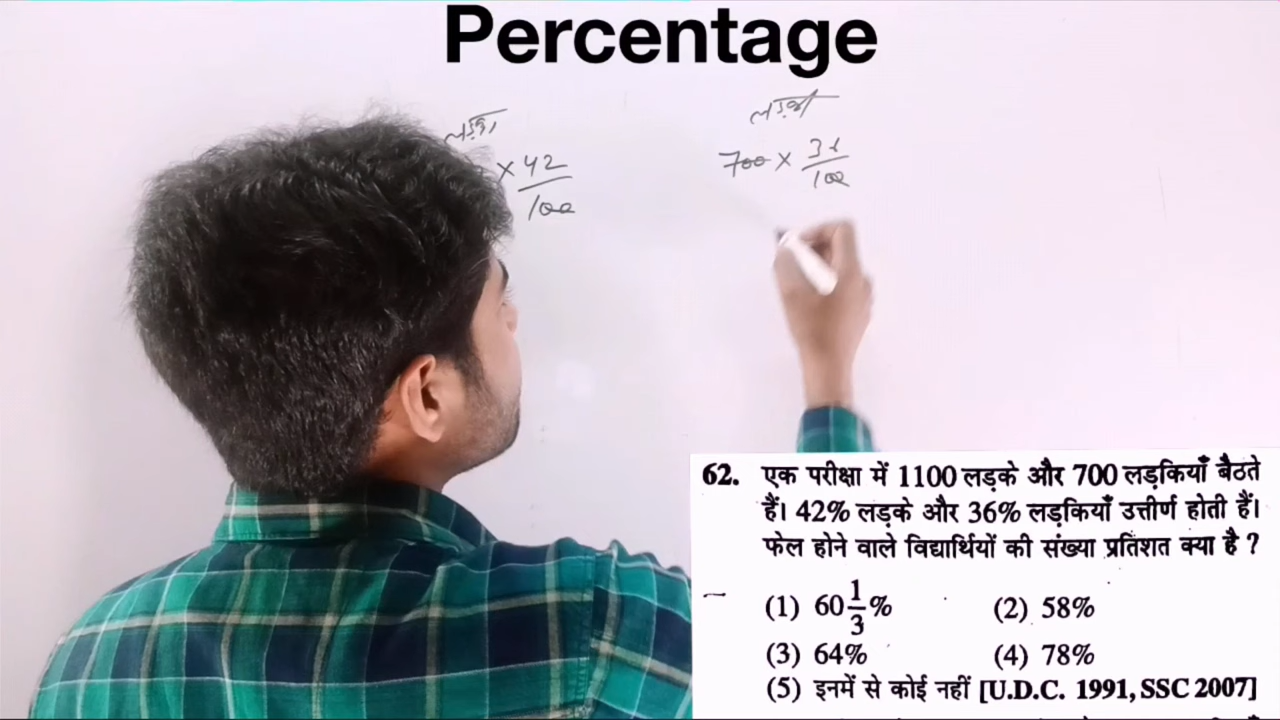 Percentage
लड़का
लड़की
× 42
100
700 ×
100
62. एक परीक्षा में 1100 लड़के और 700 लड़कियाँ बैठते
हैं। 42% लड़के और 36% लड़कियाँ उत्तीर्ण होती हैं।
फेल होने वाले विद्यार्थियों की संख्या प्रतिशत क्या है ?
(1) 60 1/3 %
(2) 58%
(3) 64%
(4) 78%
(5) इनमें से कोई नहीं [U.D.C. 1991, SSC 2007]